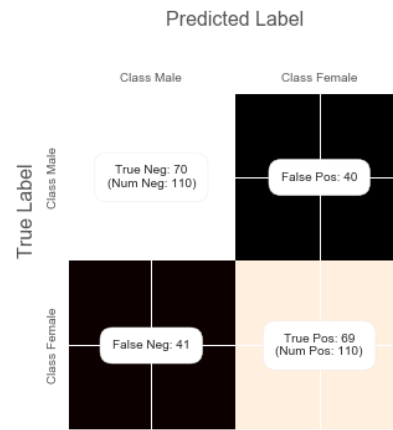 Predicted Label
Class Male
Class Female
True Label
Class Male
True Neg: 70
(Num Neg: 110)
False Pos: 40
Class Female
False Neg: 41
True Pos: 69
(Num Pos: 110)